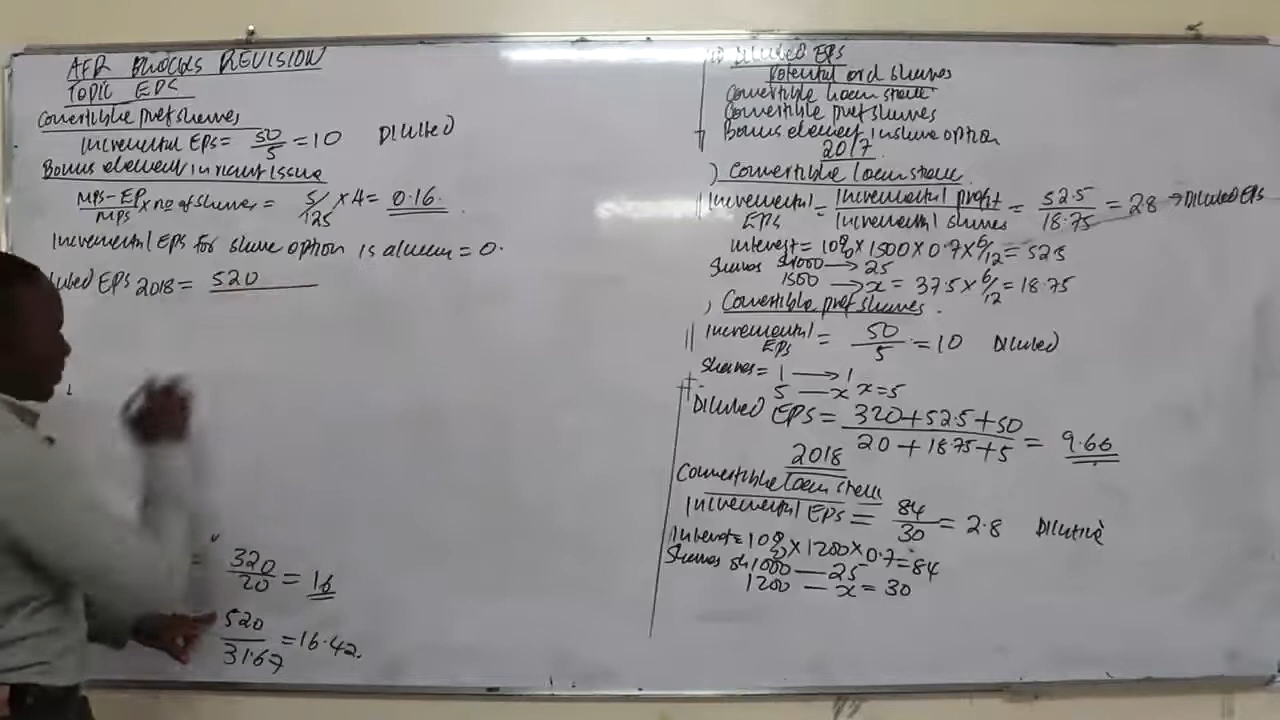 AFR BLOCKS REVISION
TOPIC EPS
Convertible pref shares
Incremental EPS = 50/5 = 10 Diluted
Bonus element in right issue
MPS-EP/MPS × no of shares = 5/125 × 4 = 0.16.
Incremental EPS for share option is always = 0.
EPS 2018 = 520
= 320/20 = 16
520/31.67 = 16.42.
Diluted EPS
Potential ord shares
Convertible loan stock
Convertible pref shares
Bonus element in share option
2017.
) Convertible loan stock
Incremental EPS = Incremental profit/Incremental shares = 52.5/18.75 = 28 → Diluted EPS
Interest = 10% × 1500 × 0.7 × 6/12 = 52.5
Shares sh1000 → 25
1500 → x = 37.5 × 6/12 = 18.75
, Convertible pref shares.
Incremental EPS = 50/5 = 10 Diluted
Shares = 1 → 1
5 — x x = 5
Diluted EPS = 320+52.5+50/20+18.75+5 = 9.66
2018
Convertible loan stock
Incremental EPS = 84/30 = 2.8 Dilutive
Interest = 10% × 1200 × 0.7 = 84
Shares sh1000 — 25
1200 — x = 30